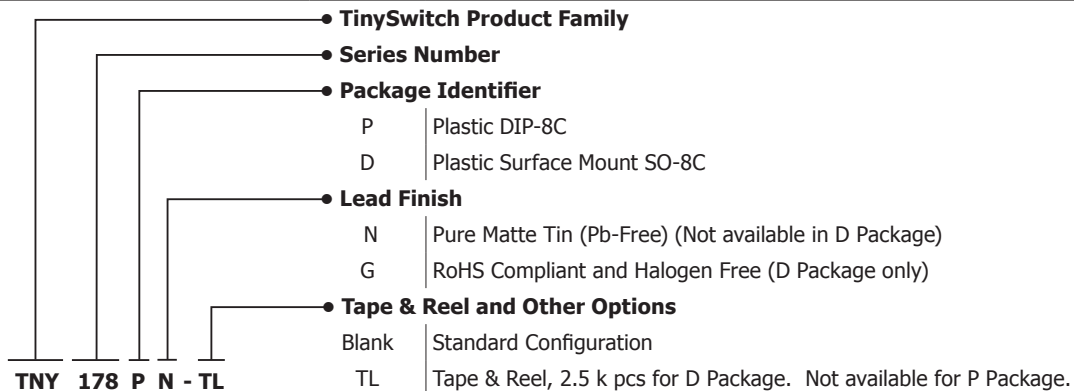 TinySwitch Product Family
Series Number
Package Identifier
P Plastic DIP-8C
D Plastic Surface Mount SO-8C
Lead Finish
N Pure Matte Tin (Pb-Free) (Not available in D Package)
G RoHS Compliant and Halogen Free (D Package only)
Tape & Reel and Other Options
Blank Standard Configuration
TL Tape & Reel, 2.5 k pcs for D Package. Not available for P Package.
TNY 178 P N - TL